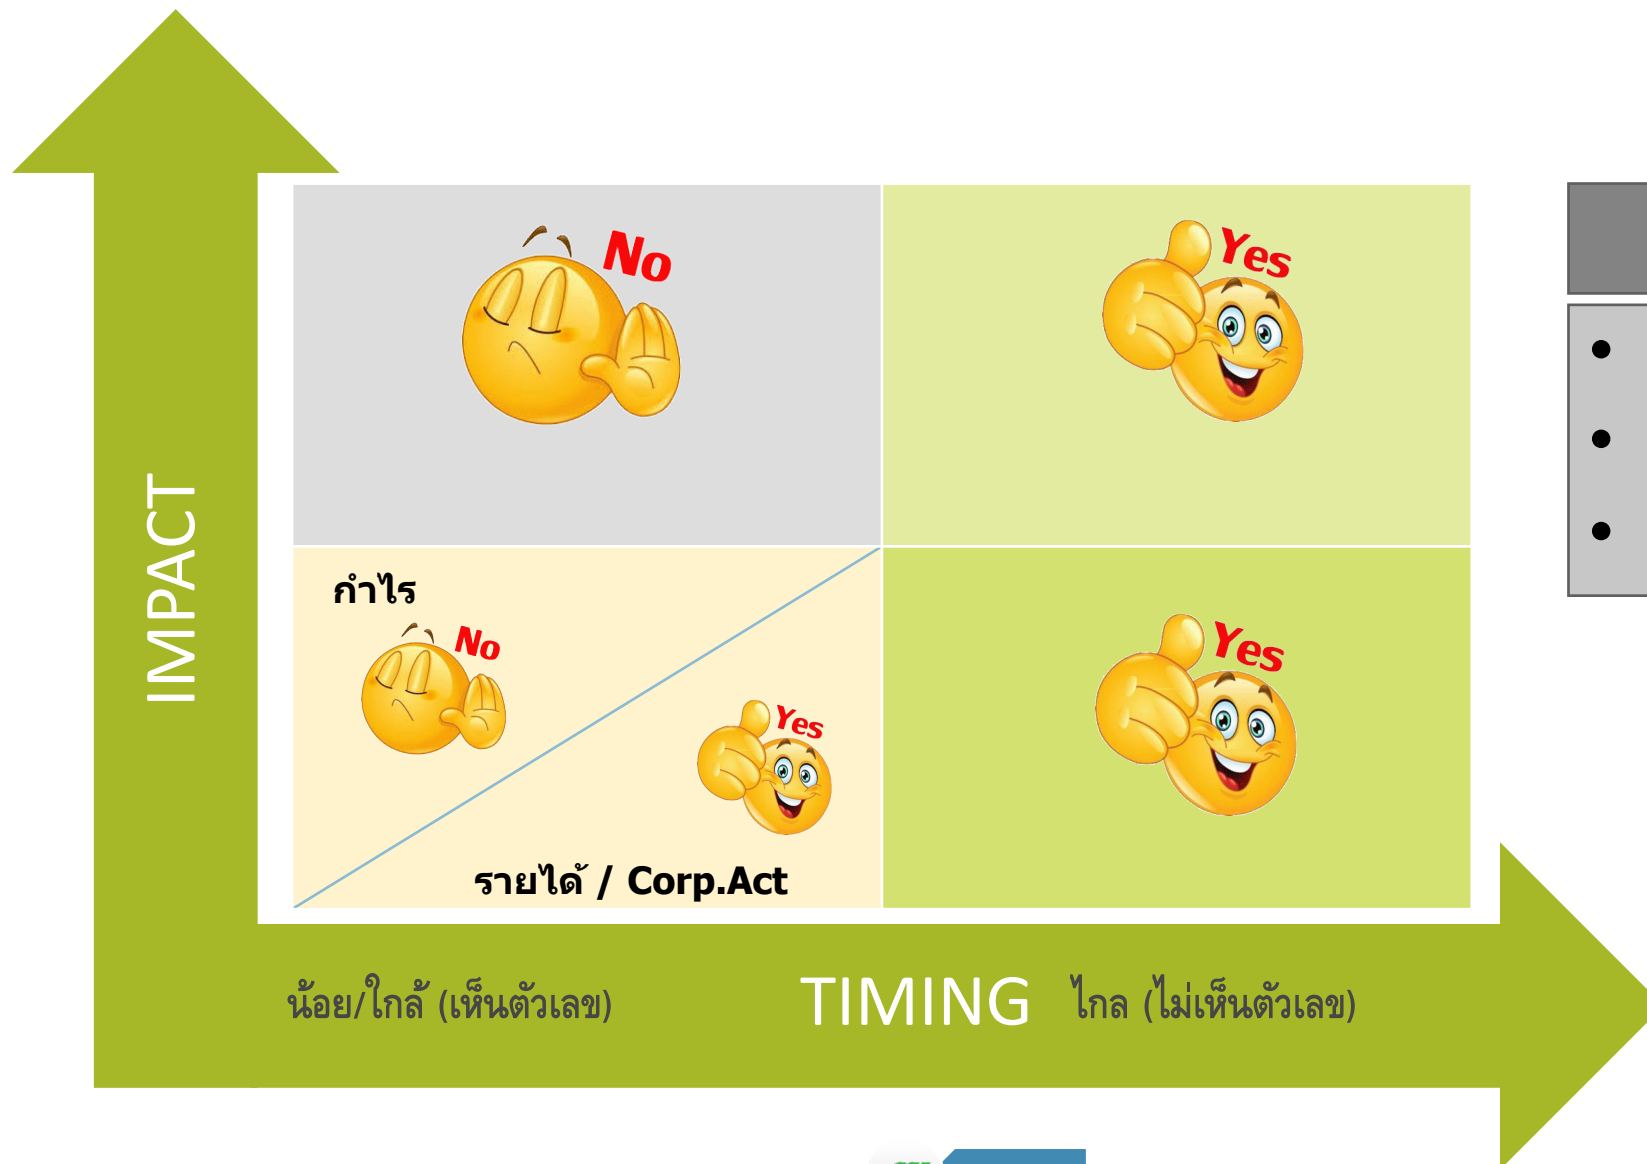 No
Yes
IMPACT
กำไร
No
Yes
รายได้ / Corp.Act
Yes
น้อย/ใกล้ (เห็นตัวเลข)
TIMING
ไกล (ไม่เห็นตัวเลข)